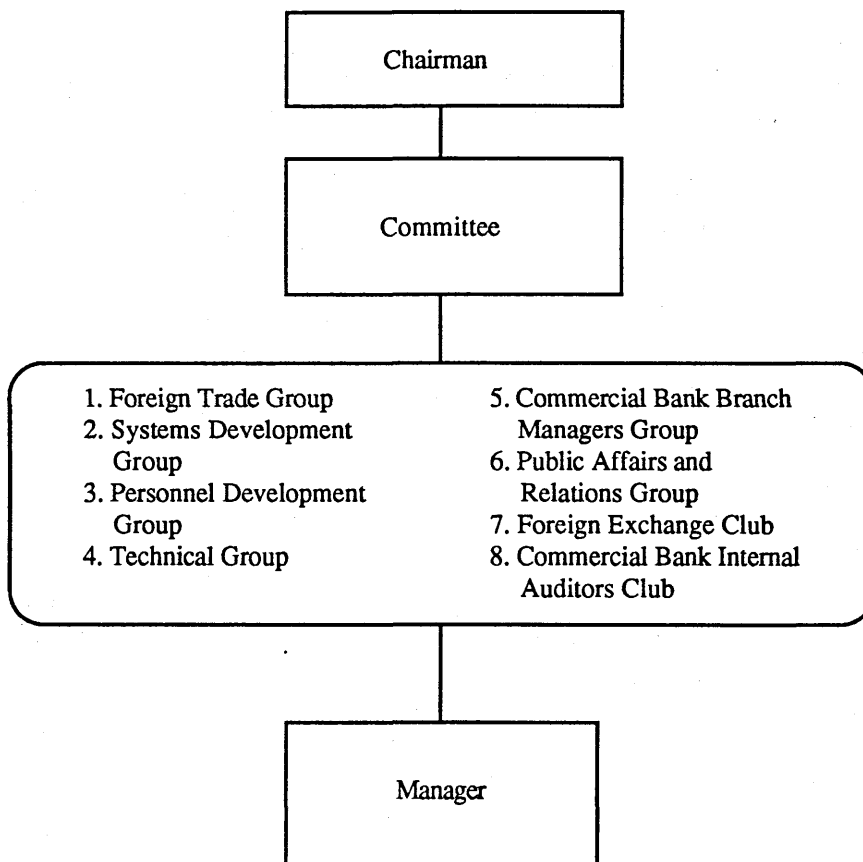 Chairman
Committee
1. Foreign Trade Group
2. Systems Development
Group
3. Personnel Development
Group
4. Technical Group
5. Commercial Bank Branch
Managers Group
6. Public Affairs and
Relations Group
7. Foreign Exchange Club
8. Commercial Bank Internal
Auditors Club
Manager